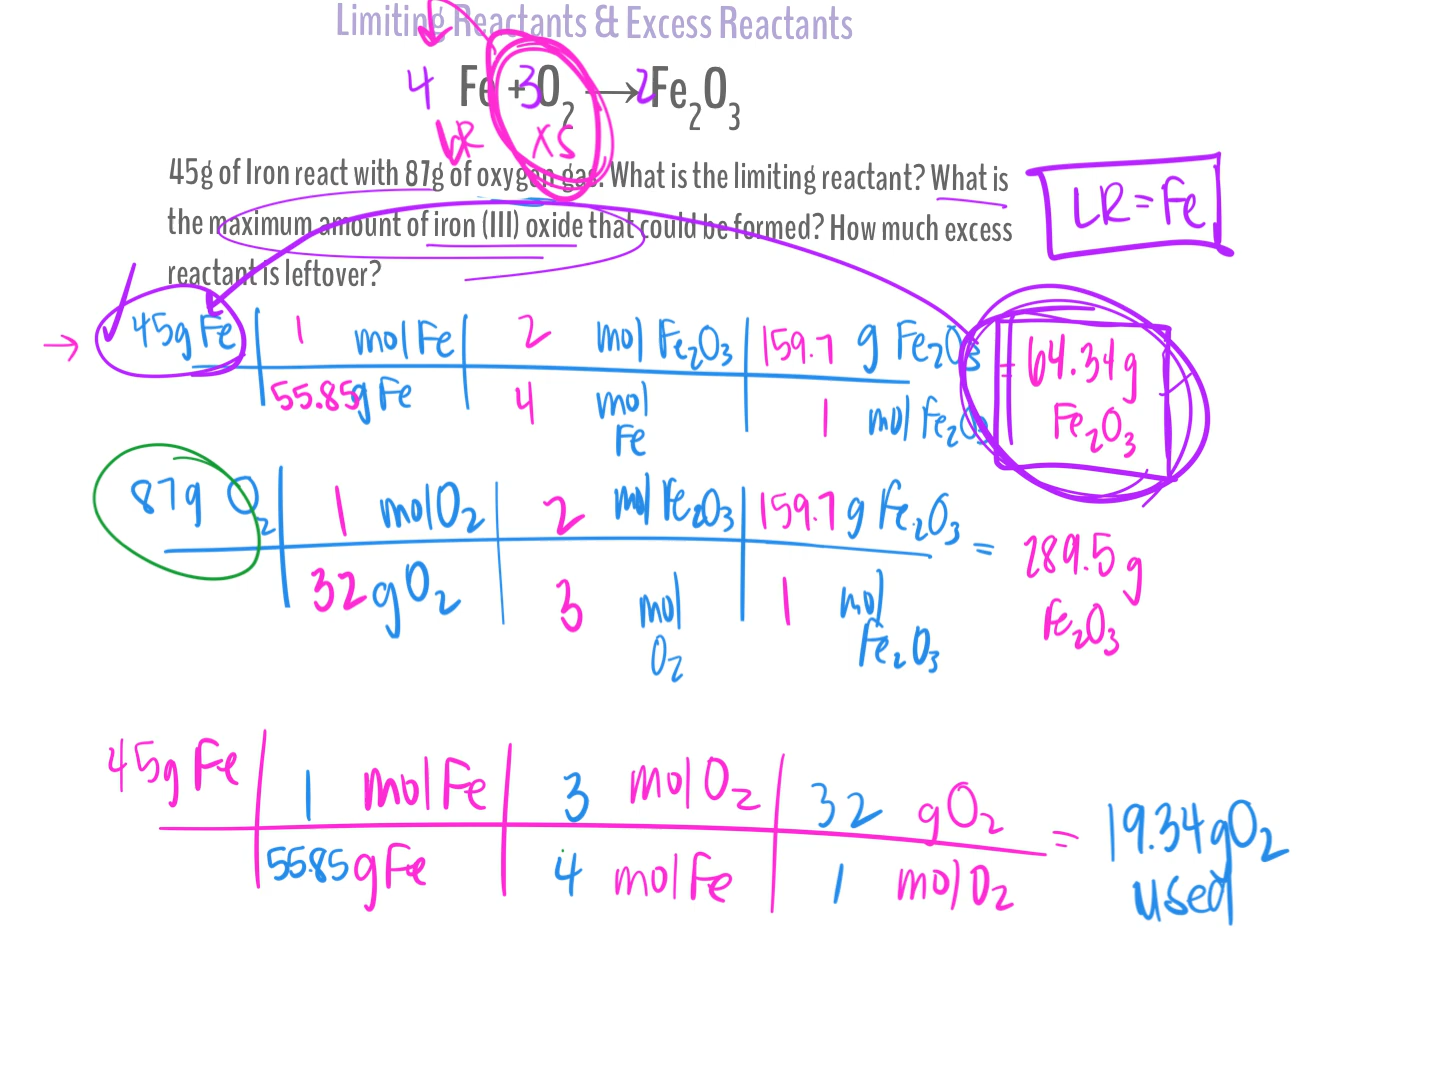 Limiting Reactants & Excess Reactants
4 Fe + 3O2 → 2Fe2O3
LR XS
45g of Iron react with 87g of oxygen gas. What is the limiting reactant? What is
the maximum amount of iron (III) oxide that could be formed? How much excess
reactant is leftover?
LR = Fe
→ 45g Fe 1 mol Fe 2 mol Fe2O3 159.7 g Fe2O3 = 64.34g
55.85g Fe 4 mol Fe 1 mol Fe2O3 Fe2O3
87g O2 1 mol O2 2 mol Fe2O3 159.7 g Fe2O3 = 289.5 g
32 g O2 3 mol O2 1 mol Fe2O3 Fe2O3
45g Fe 1 mol Fe 3 mol O2 32 g O2 = 19.34 g O2
55.85 g Fe 4 mol Fe 1 mol O2 used